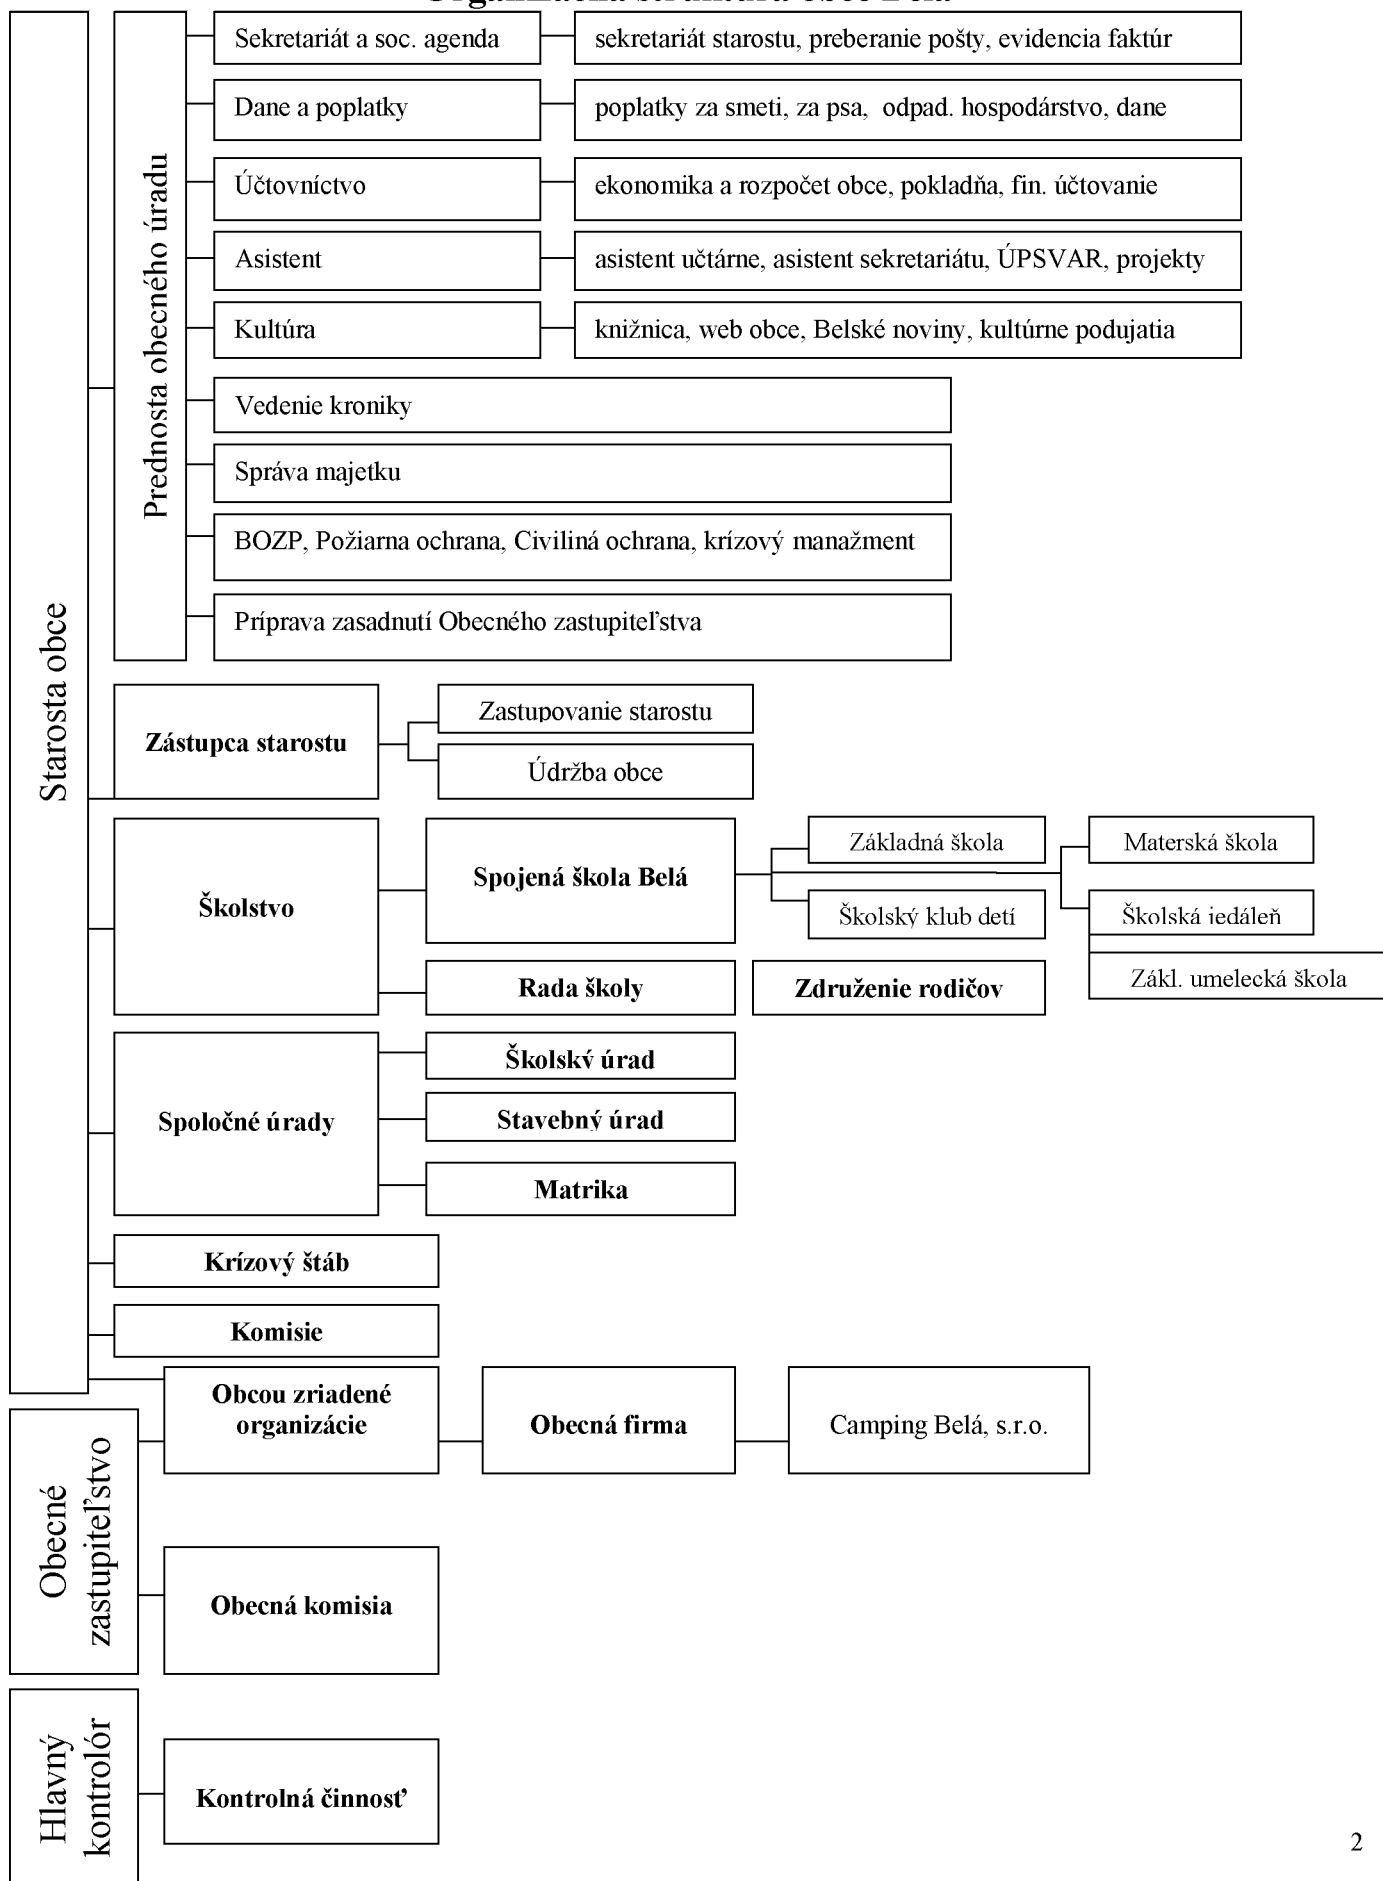 Organizačná štruktúra obce Belá
Sekretariát a soc. agenda
sekretariát starostu, preberanie pošty, evidencia faktúr
Dane a poplatky
poplatky za smeti, za psa, odpad. hospodárstvo, dane
Účtovníctvo
ekonomika a rozpočet obce, pokladňa, fin. účtovanie
Asistent
asistent učtárne, asistent sekretariátu, ÚPSVAR, projekty
Kultúra
knižnica, web obce, Belské noviny, kultúrne podujatia
Prednosta obecného úradu
Vedenie kroniky
Správa majetku
BOZP, Požiarna ochrana, Civiliná ochrana, krízový manažment
Príprava zasadnutí Obecného zastupiteľstva
Starosta obce
Zástupca starostu
Zastupovanie starostu
Údržba obce
Školstvo
Spojená škola Belá
Základná škola
Materská škola
Školský klub detí
Školská jedáleň
Zákl. umelecká škola
Rada školy
Združenie rodičov
Spoločné úrady
Školský úrad
Stavebný úrad
Matrika
Krízový štáb
Komisie
Obcou zriadené
organizácie
Obecná firma
Camping Belá, s.r.o.
Obecné
zastupiteľstvo
Obecná komisia
Hlavný
kontrolór
Kontrolná činnosť
2